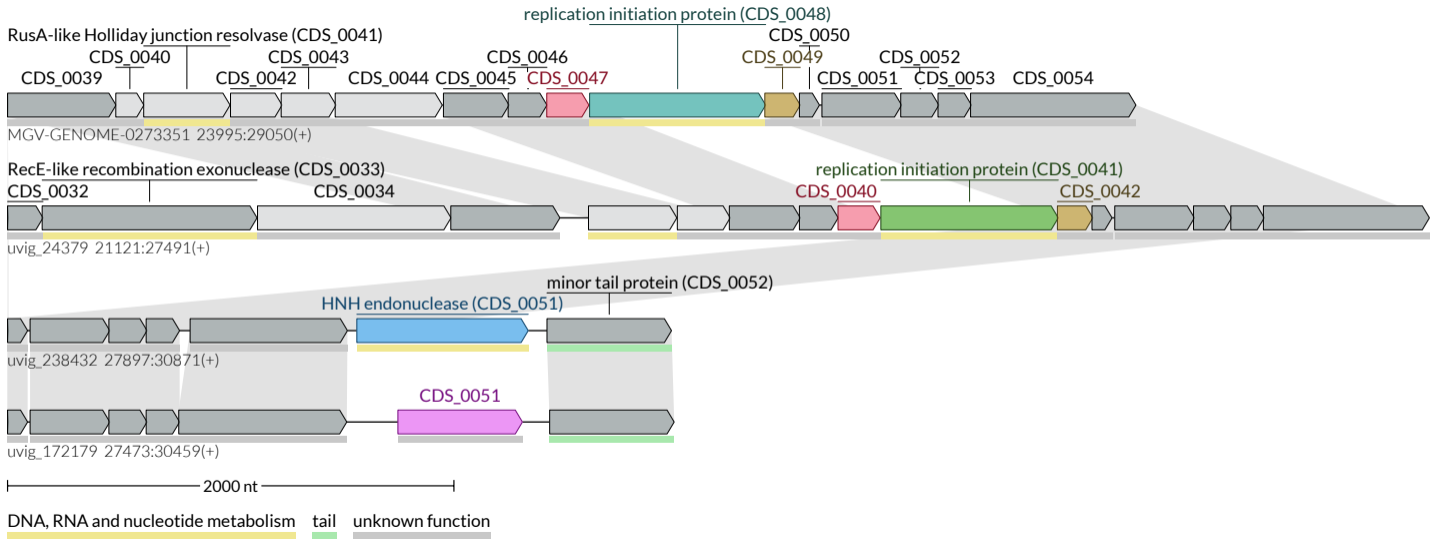 replication initiation protein (CDS_0048)
RusA-like Holliday junction resolvase (CDS_0041) CDS_0050
CDS_0040 CDS_0043 CDS_0046 CDS_0049 CDS_0052
CDS_0039 CDS_0042 CDS_0044 CDS_0045 CDS_0047 CDS_0051 CDS_0053 CDS_0054
MGV-GENOME-0273351 23995:29050(+)
RecE-like recombination exonuclease (CDS_0033) replication initiation protein (CDS_0041)
CDS_0032 CDS_0034 CDS_0040 CDS_0042
uvig_24379 21121:27491(+)
minor tail protein (CDS_0052)
HNH endonuclease (CDS_0051)
uvig_238432 27897:30871(+)
CDS_0051
uvig_172179 27473:30459(+)
2000 nt
DNA, RNA and nucleotide metabolism tail unknown function